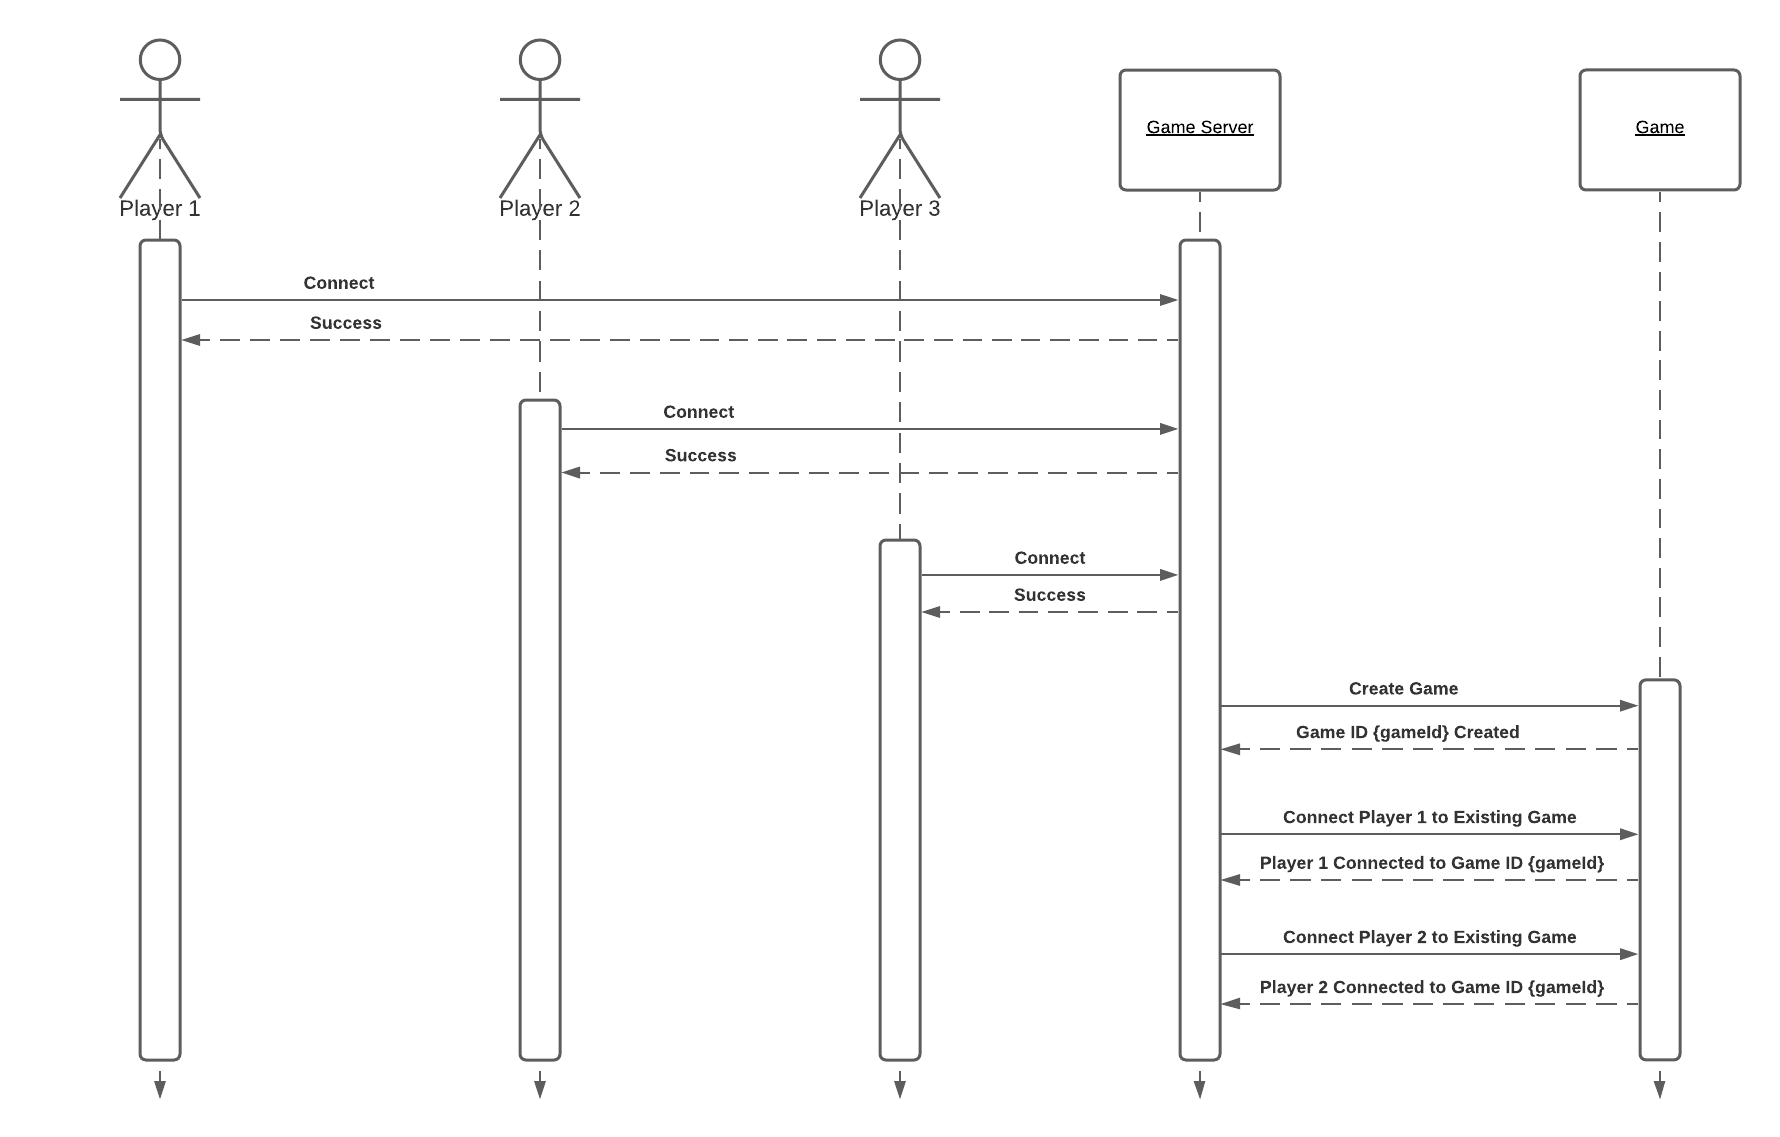 Game Server
Game
Player 1
Player 2
Player 3
Connect
Success
Connect
Success
Connect
Success
Create Game
Game ID {gameId} Created
Connect Player 1 to Existing Game
Player 1 Connected to Game ID {gameId}
Connect Player 2 to Existing Game
Player 2 Connected to Game ID {gameId}